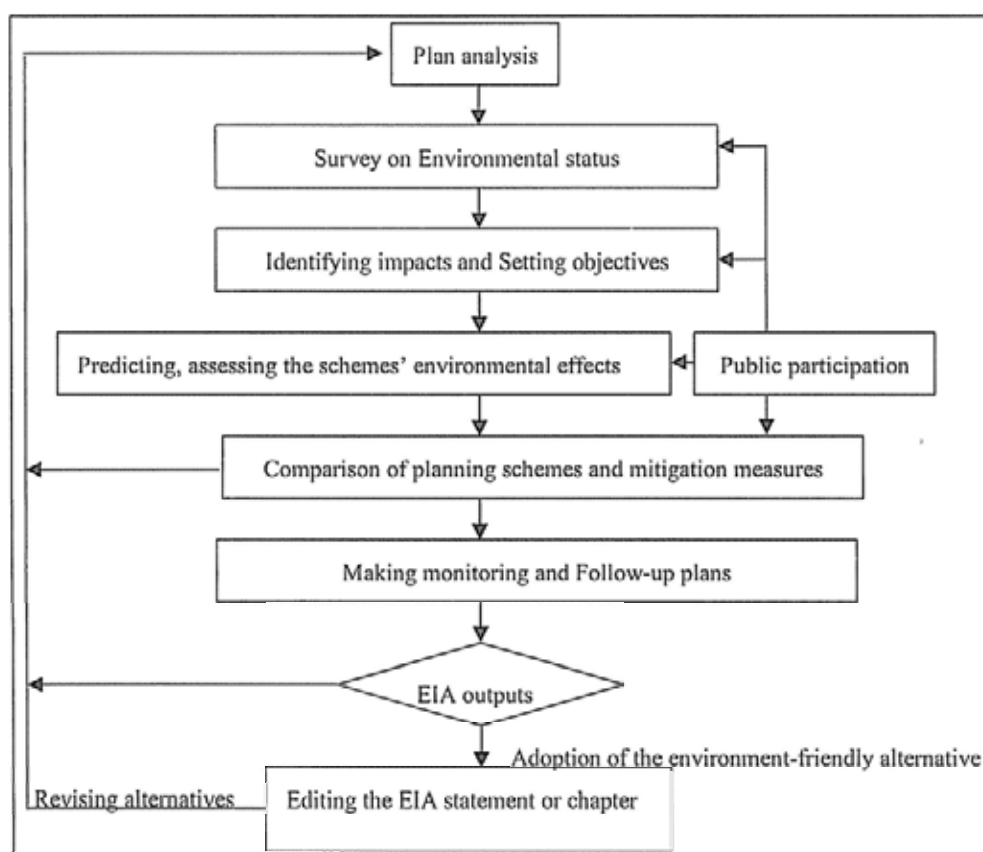 Plan analysis
Survey on Environmental status
Identifying impacts and Setting objectives
Predicting, assessing the schemes' environmental effects
Public participation
Comparison of planning schemes and mitigation measures
Making monitoring and Follow-up plans
EIA outputs
Adoption of the environment-friendly alternative
Revising alternatives
Editing the EIA statement or chapter